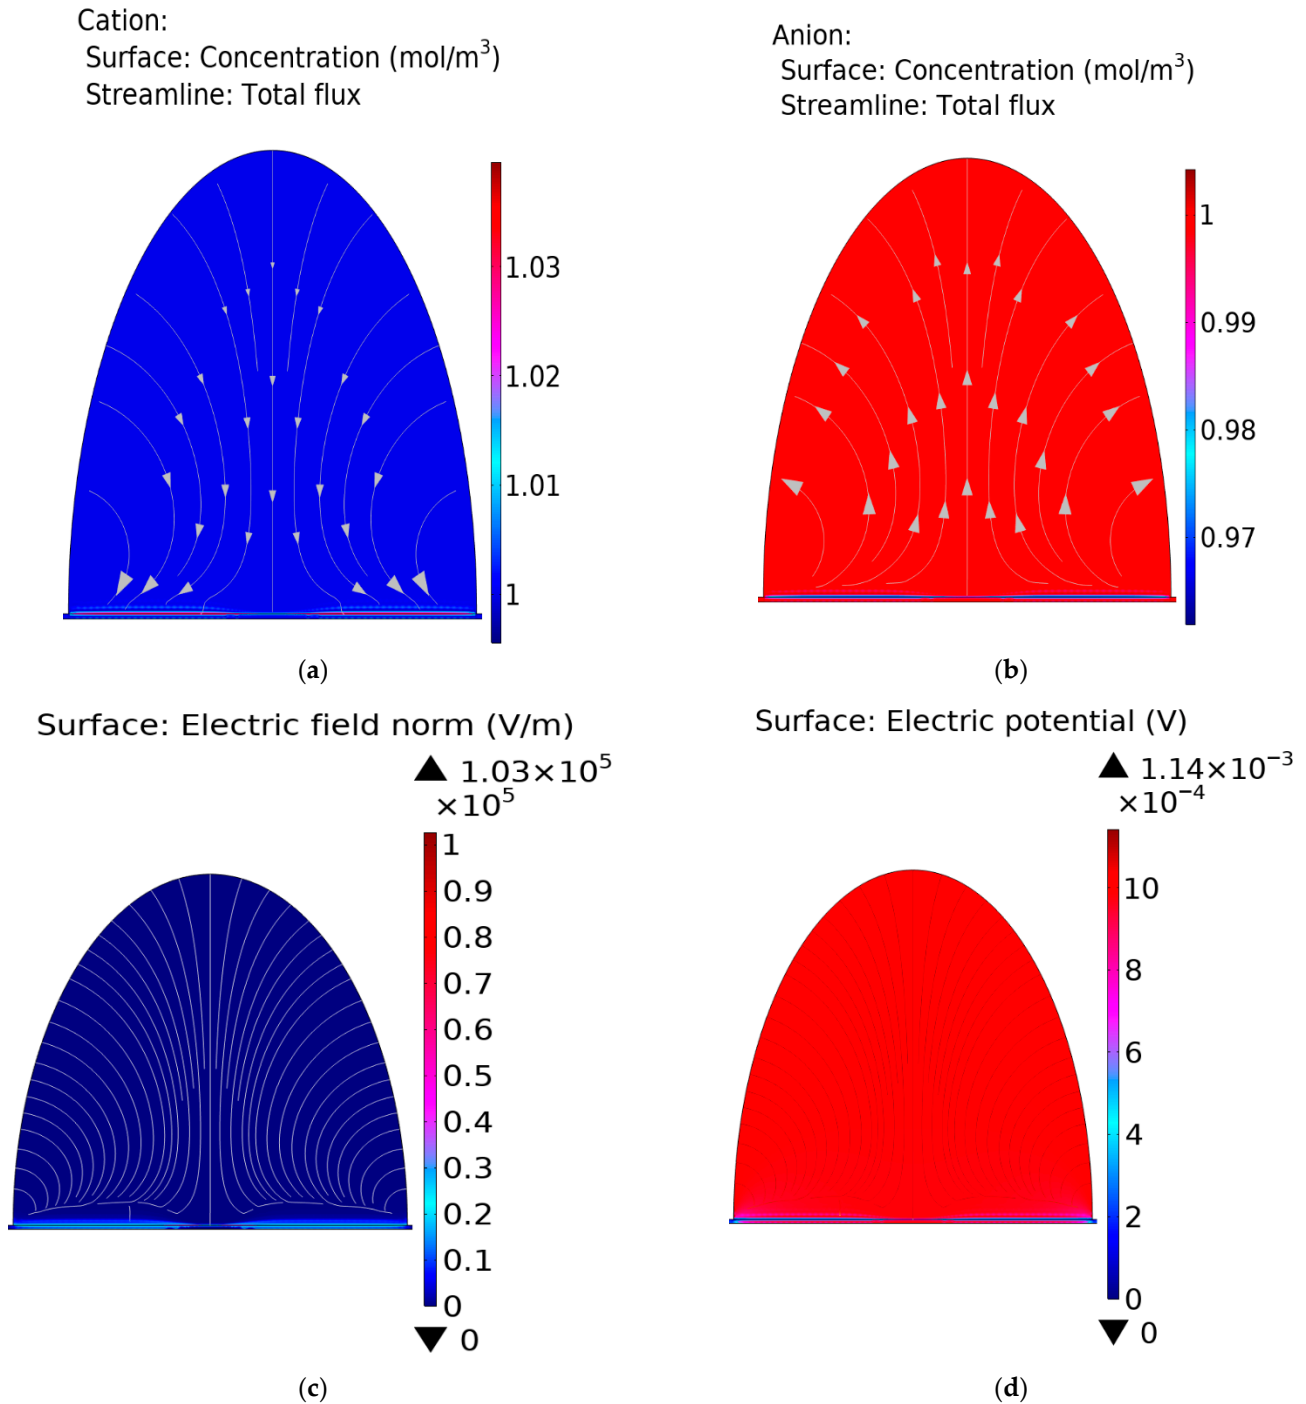 Cation:
Surface: Concentration (mol/m³)
Streamline: Total flux
1.03
1.02
1.01
1
(a)
Anion:
Surface: Concentration (mol/m³)
Streamline: Total flux
1
0.99
0.98
0.97
(b)
Surface: Electric field norm (V/m)
▲ 1.03×10⁵
×10⁵
1
0.9
0.8
0.7
0.6
0.5
0.4
0.3
0.2
0.1
0
▼ 0
(c)
Surface: Electric potential (V)
▲ 1.14×10⁻³
×10⁻⁴
10
8
6
4
2
0
▼ 0
(d)